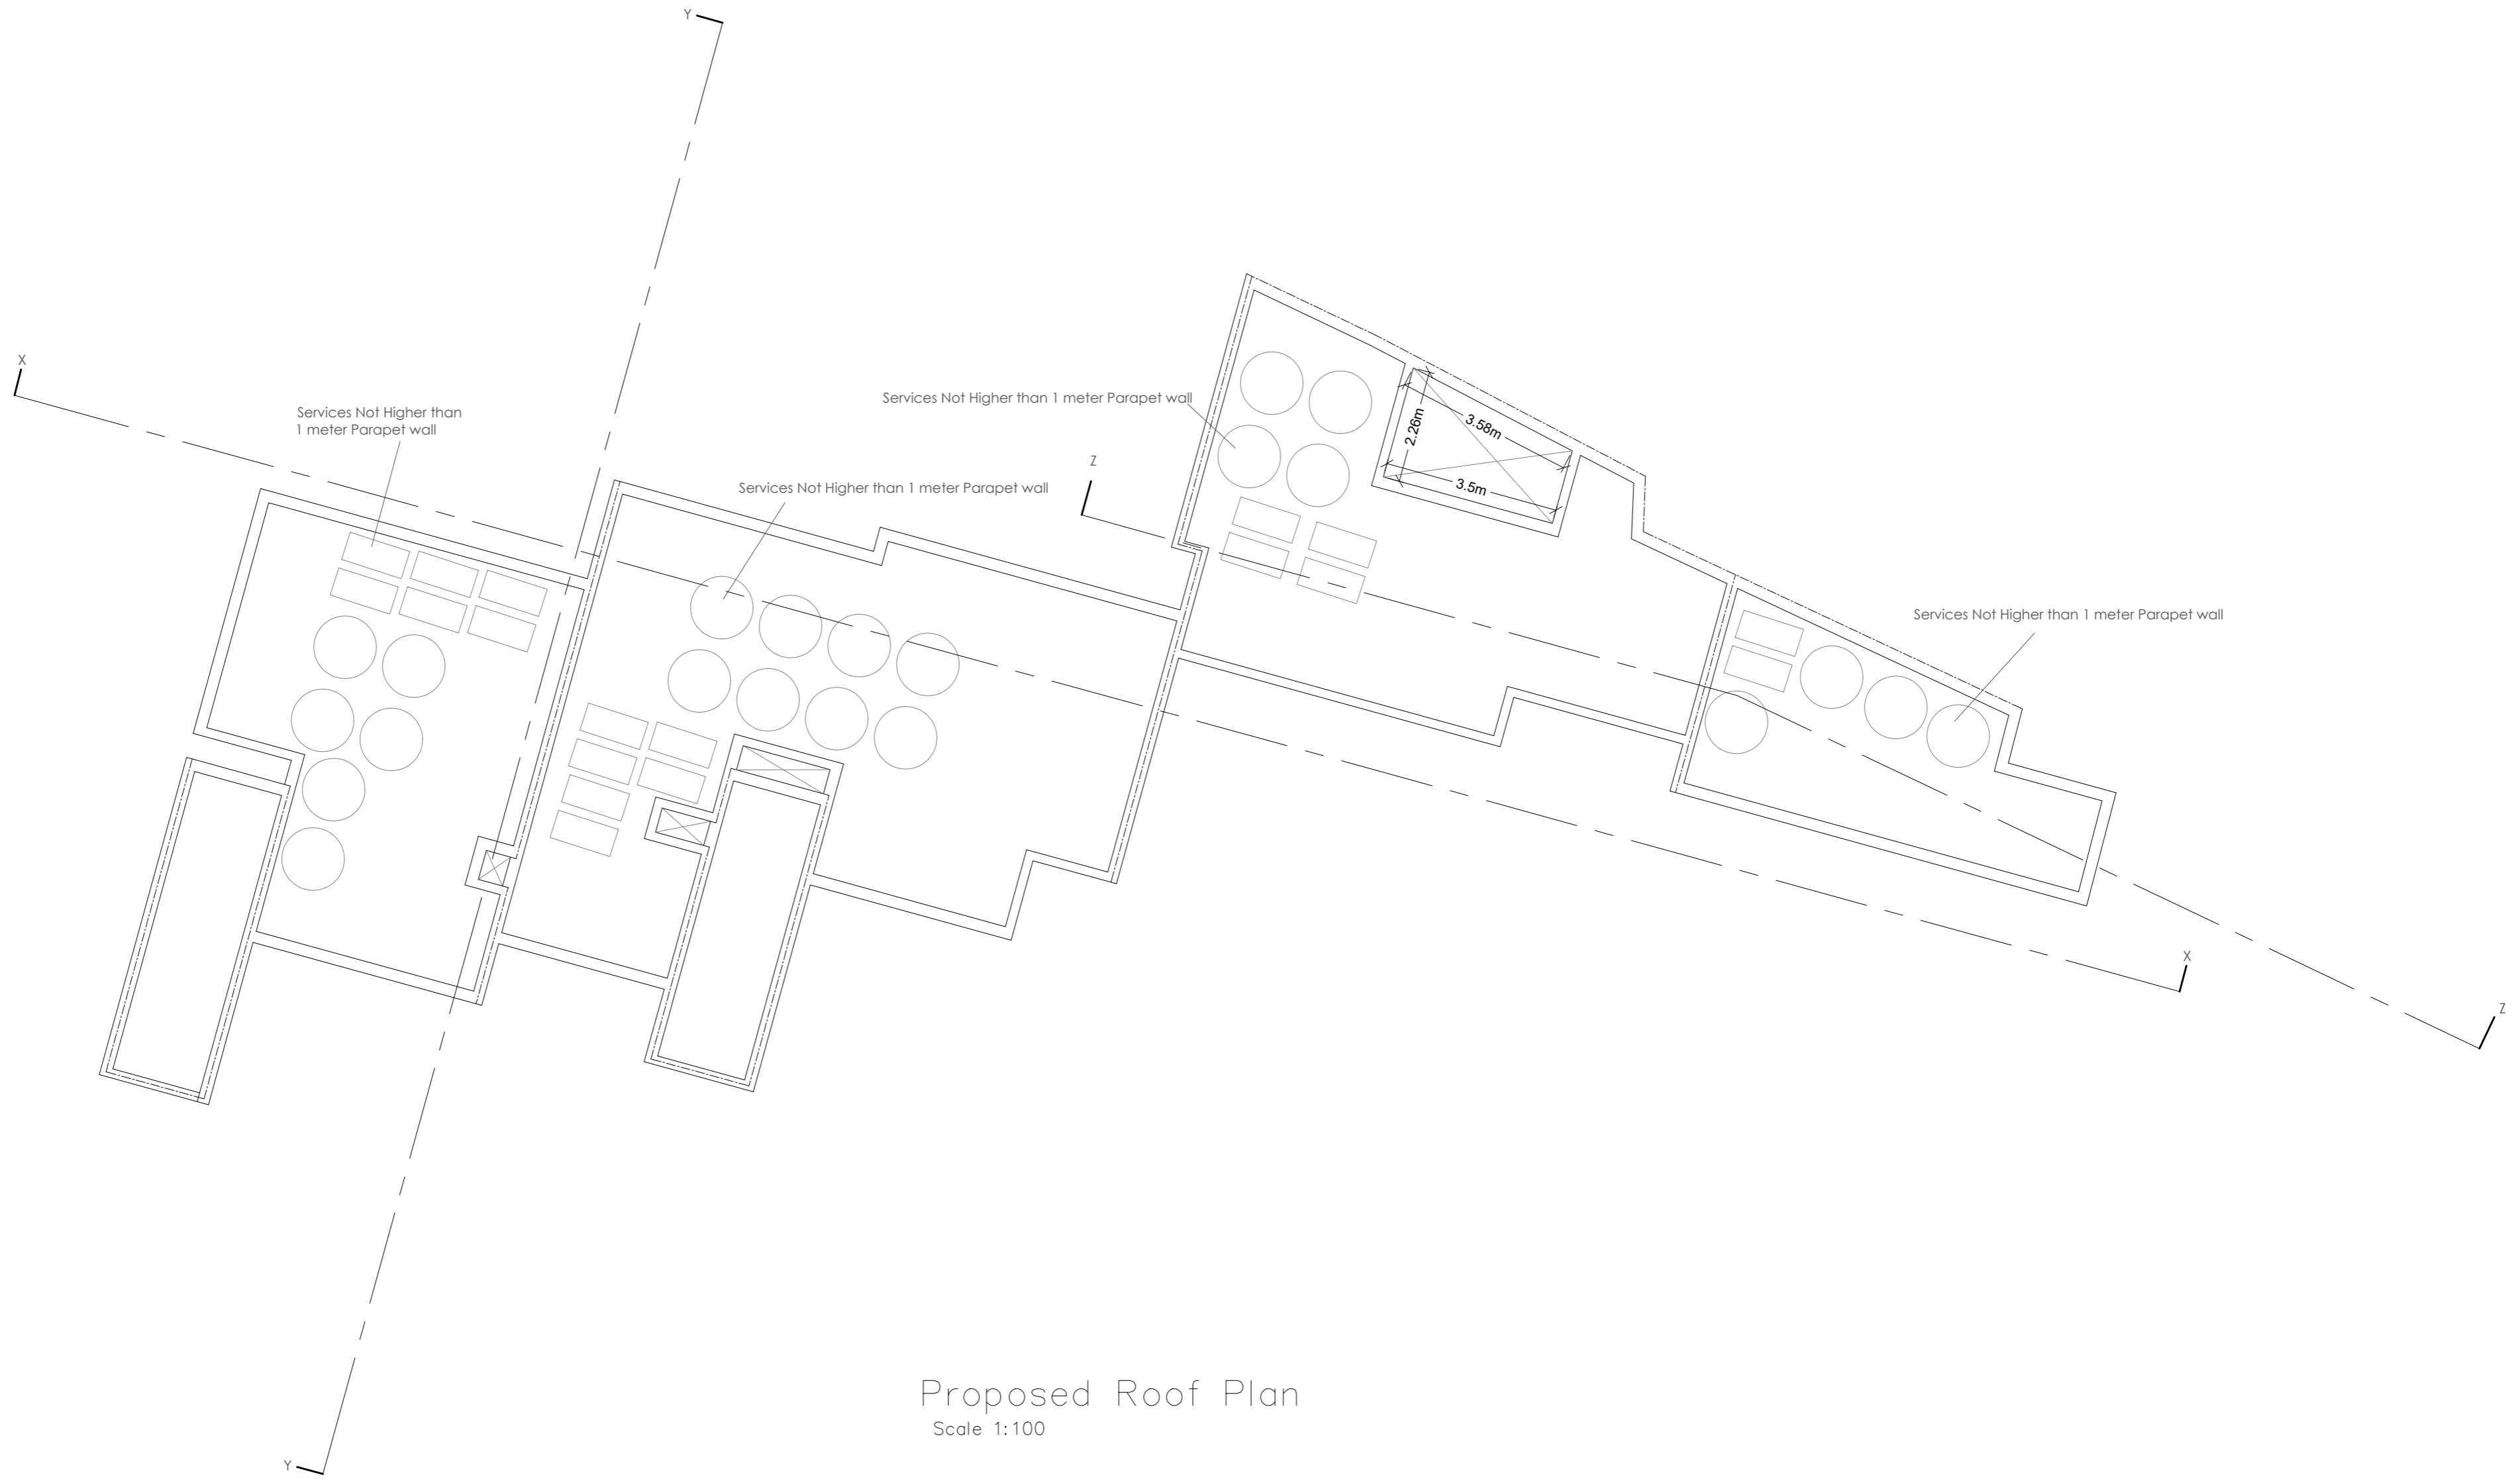 Y
X
Services Not Higher than
1 meter Parapet wall
Services Not Higher than 1 meter Parapet wall
Z
Services Not Higher than 1 meter Parapet wall
2.26m
3.58m
3.5m
Services Not Higher than 1 meter Parapet wall
X
Z
Proposed Roof Plan
Scale 1:100
Y